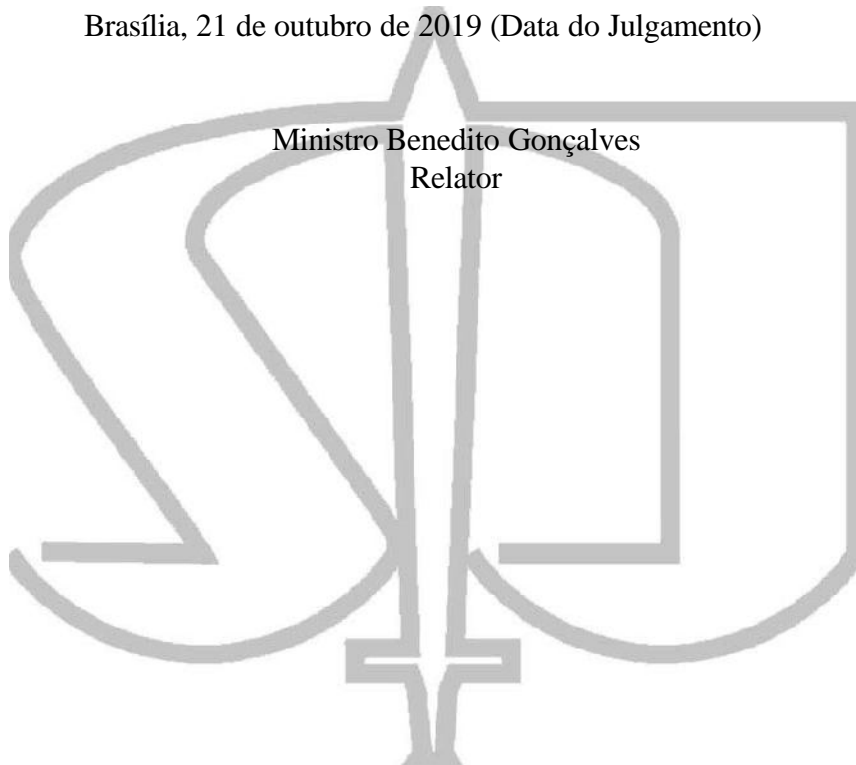 Brasília, 21 de outubro de 2019 (Data do Julgamento)
Ministro Benedito Gonçalves
Relator